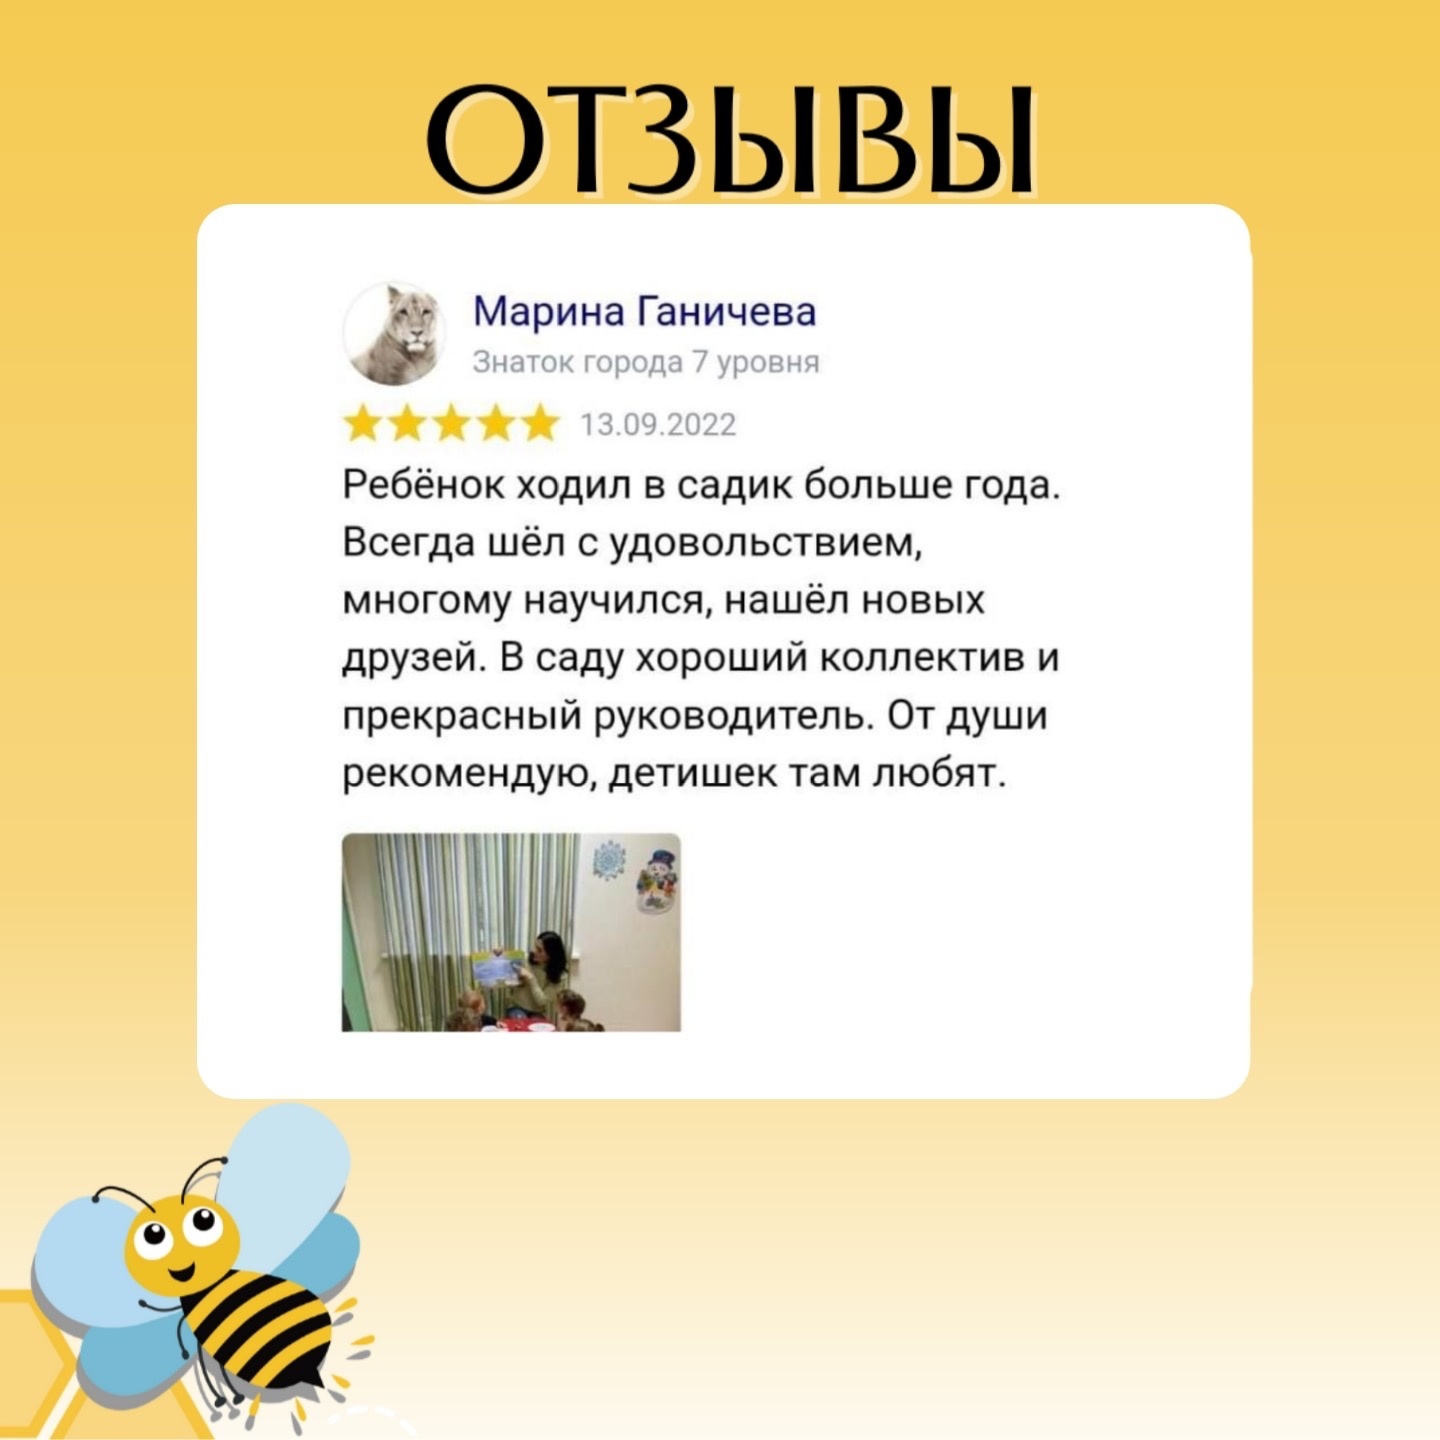 ОТЗЫВЫ
Марина Ганичева
Знаток города 7 уровня
13.09.2022
Ребёнок ходил в садик больше года.
Всегда шёл с удовольствием,
многому научился, нашёл новых
друзей. В саду хороший коллектив и
прекрасный руководитель. От души
рекомендую, детишек там любят.